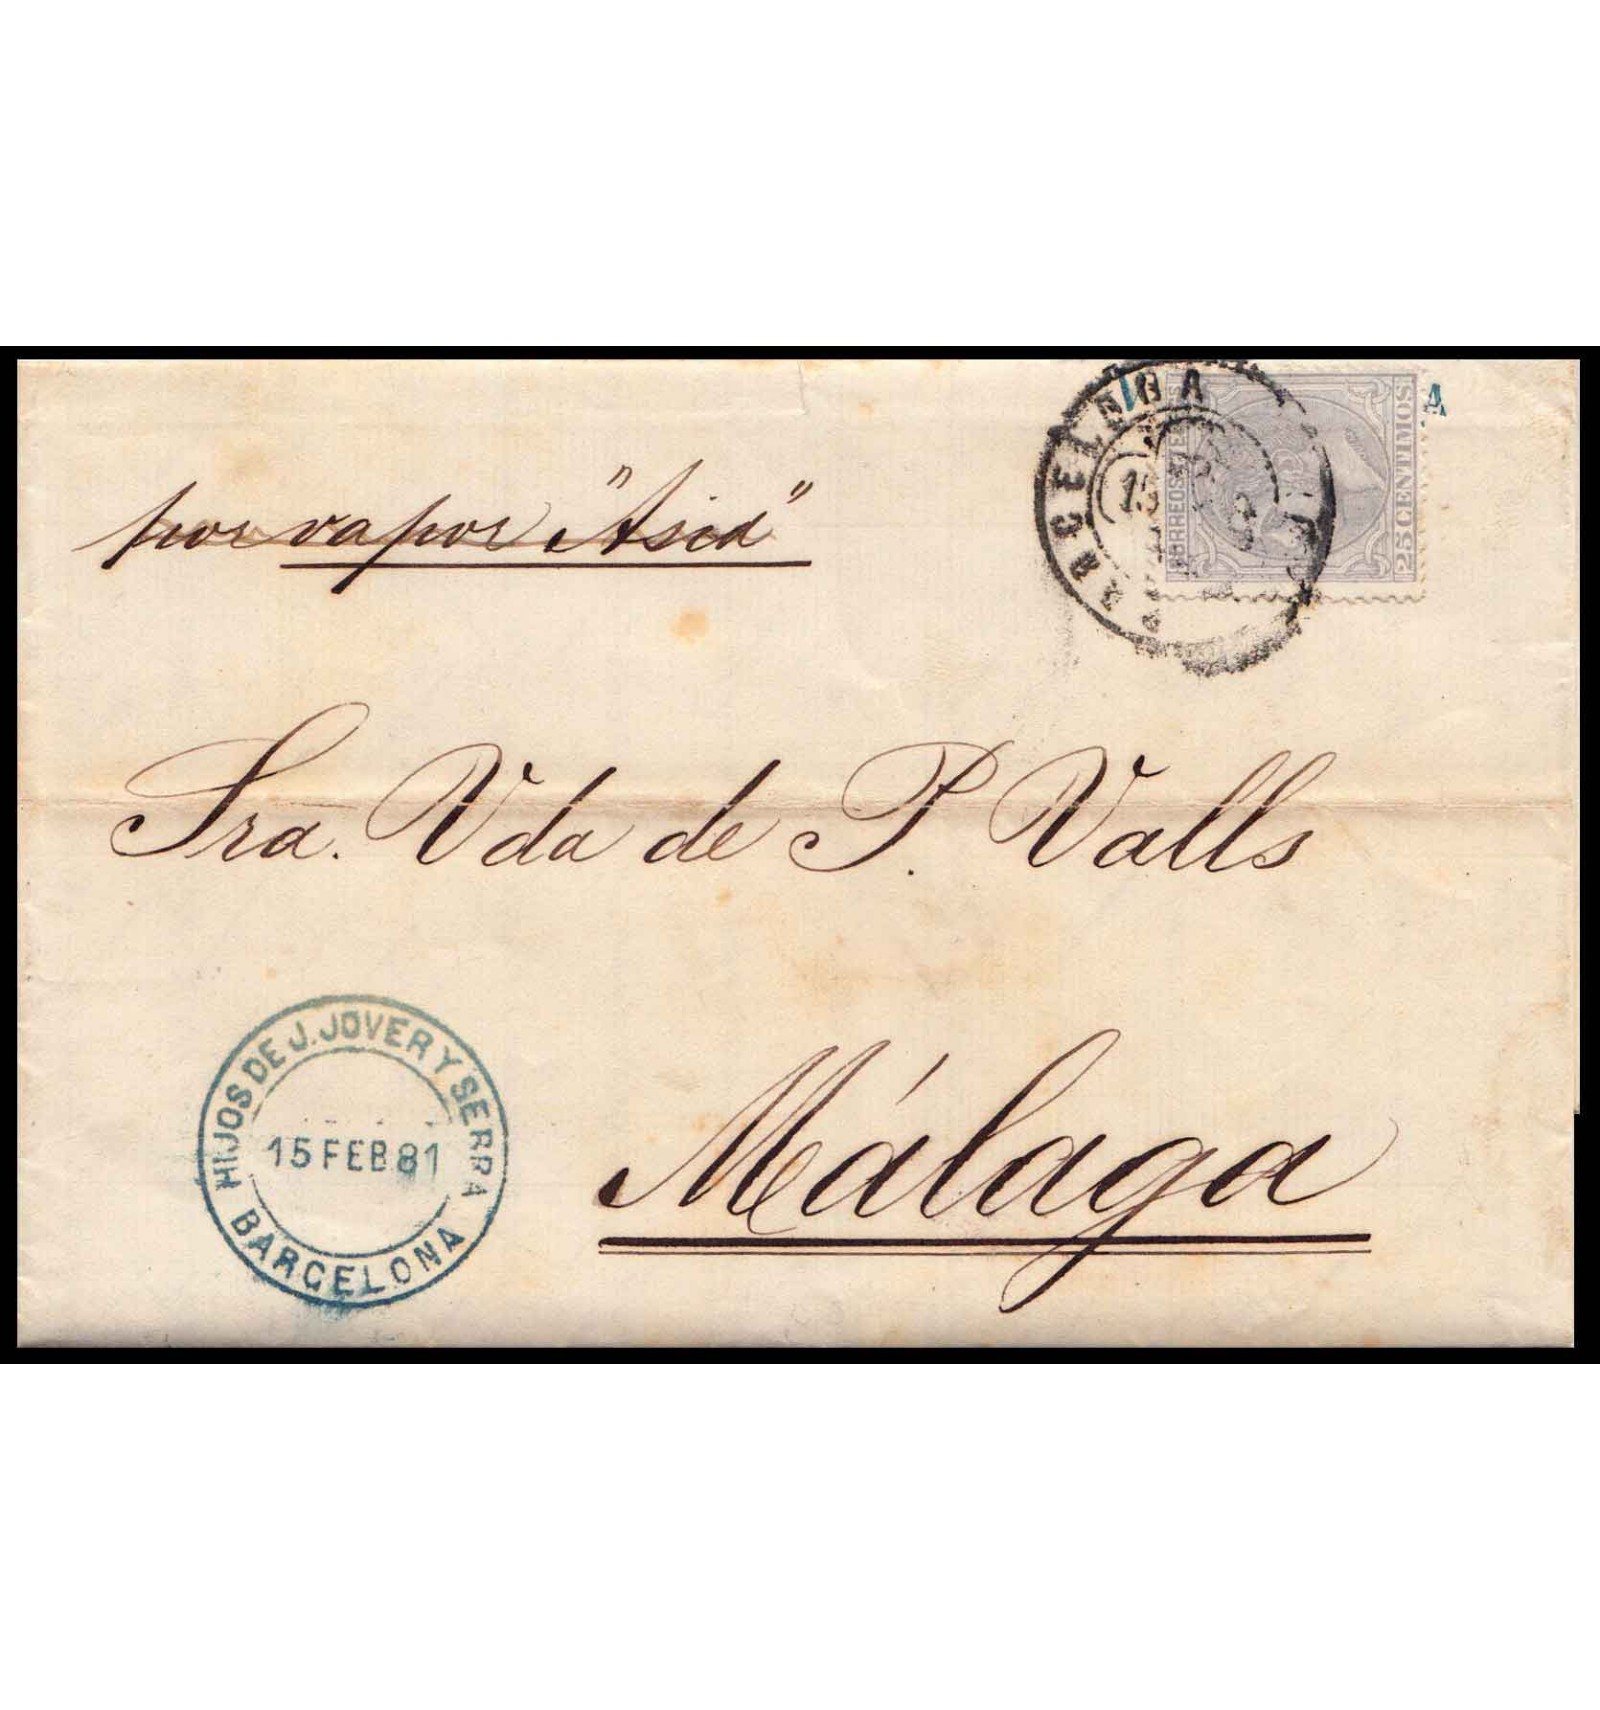 por vapor "Asia"
BARCELONA
15
CORREOS
25 CENTIMOS
A
Sra. Vda de P. Valls
Málaga
HIJOS DE J. JOVER Y SERRA
15 FEB 81
BARCELONA